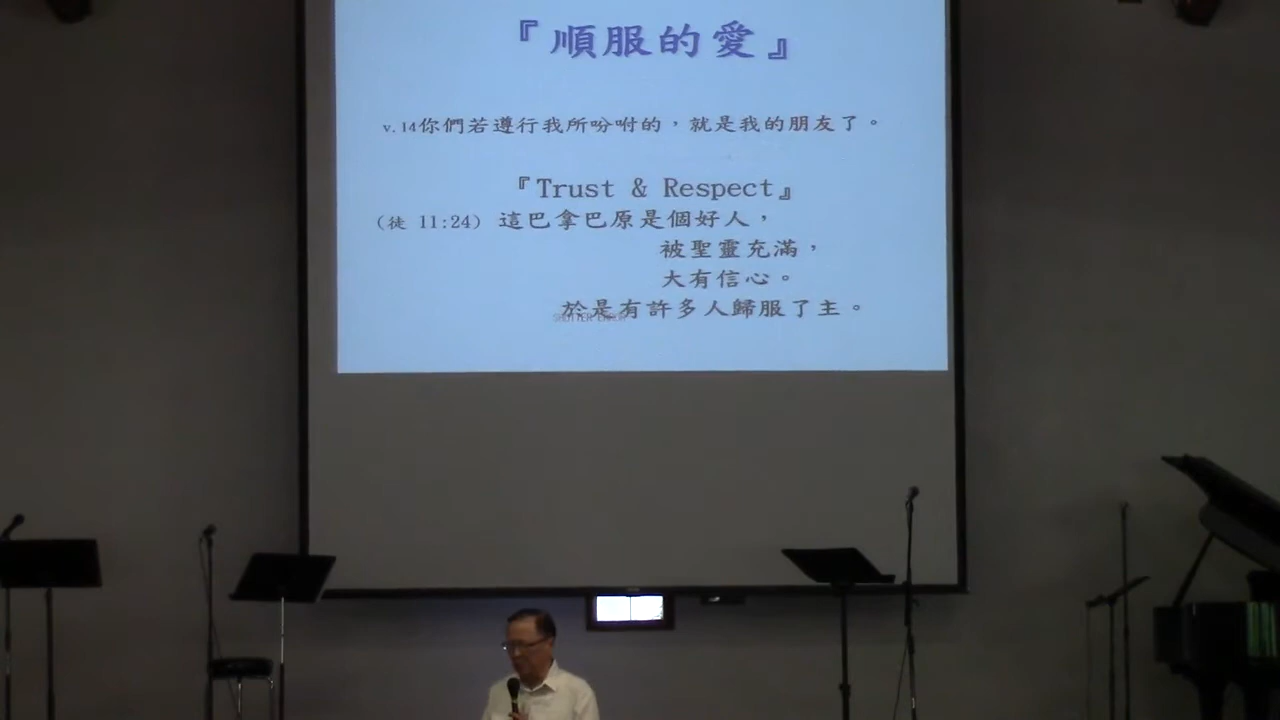 『順服的愛』
v.14你們若遵行我所吩咐的，就是我的朋友了。
『Trust & Respect』
(徒 11:24) 這巴拿巴原是個好人，
被聖靈充滿，
大有信心。
於是有許多人歸服了主。